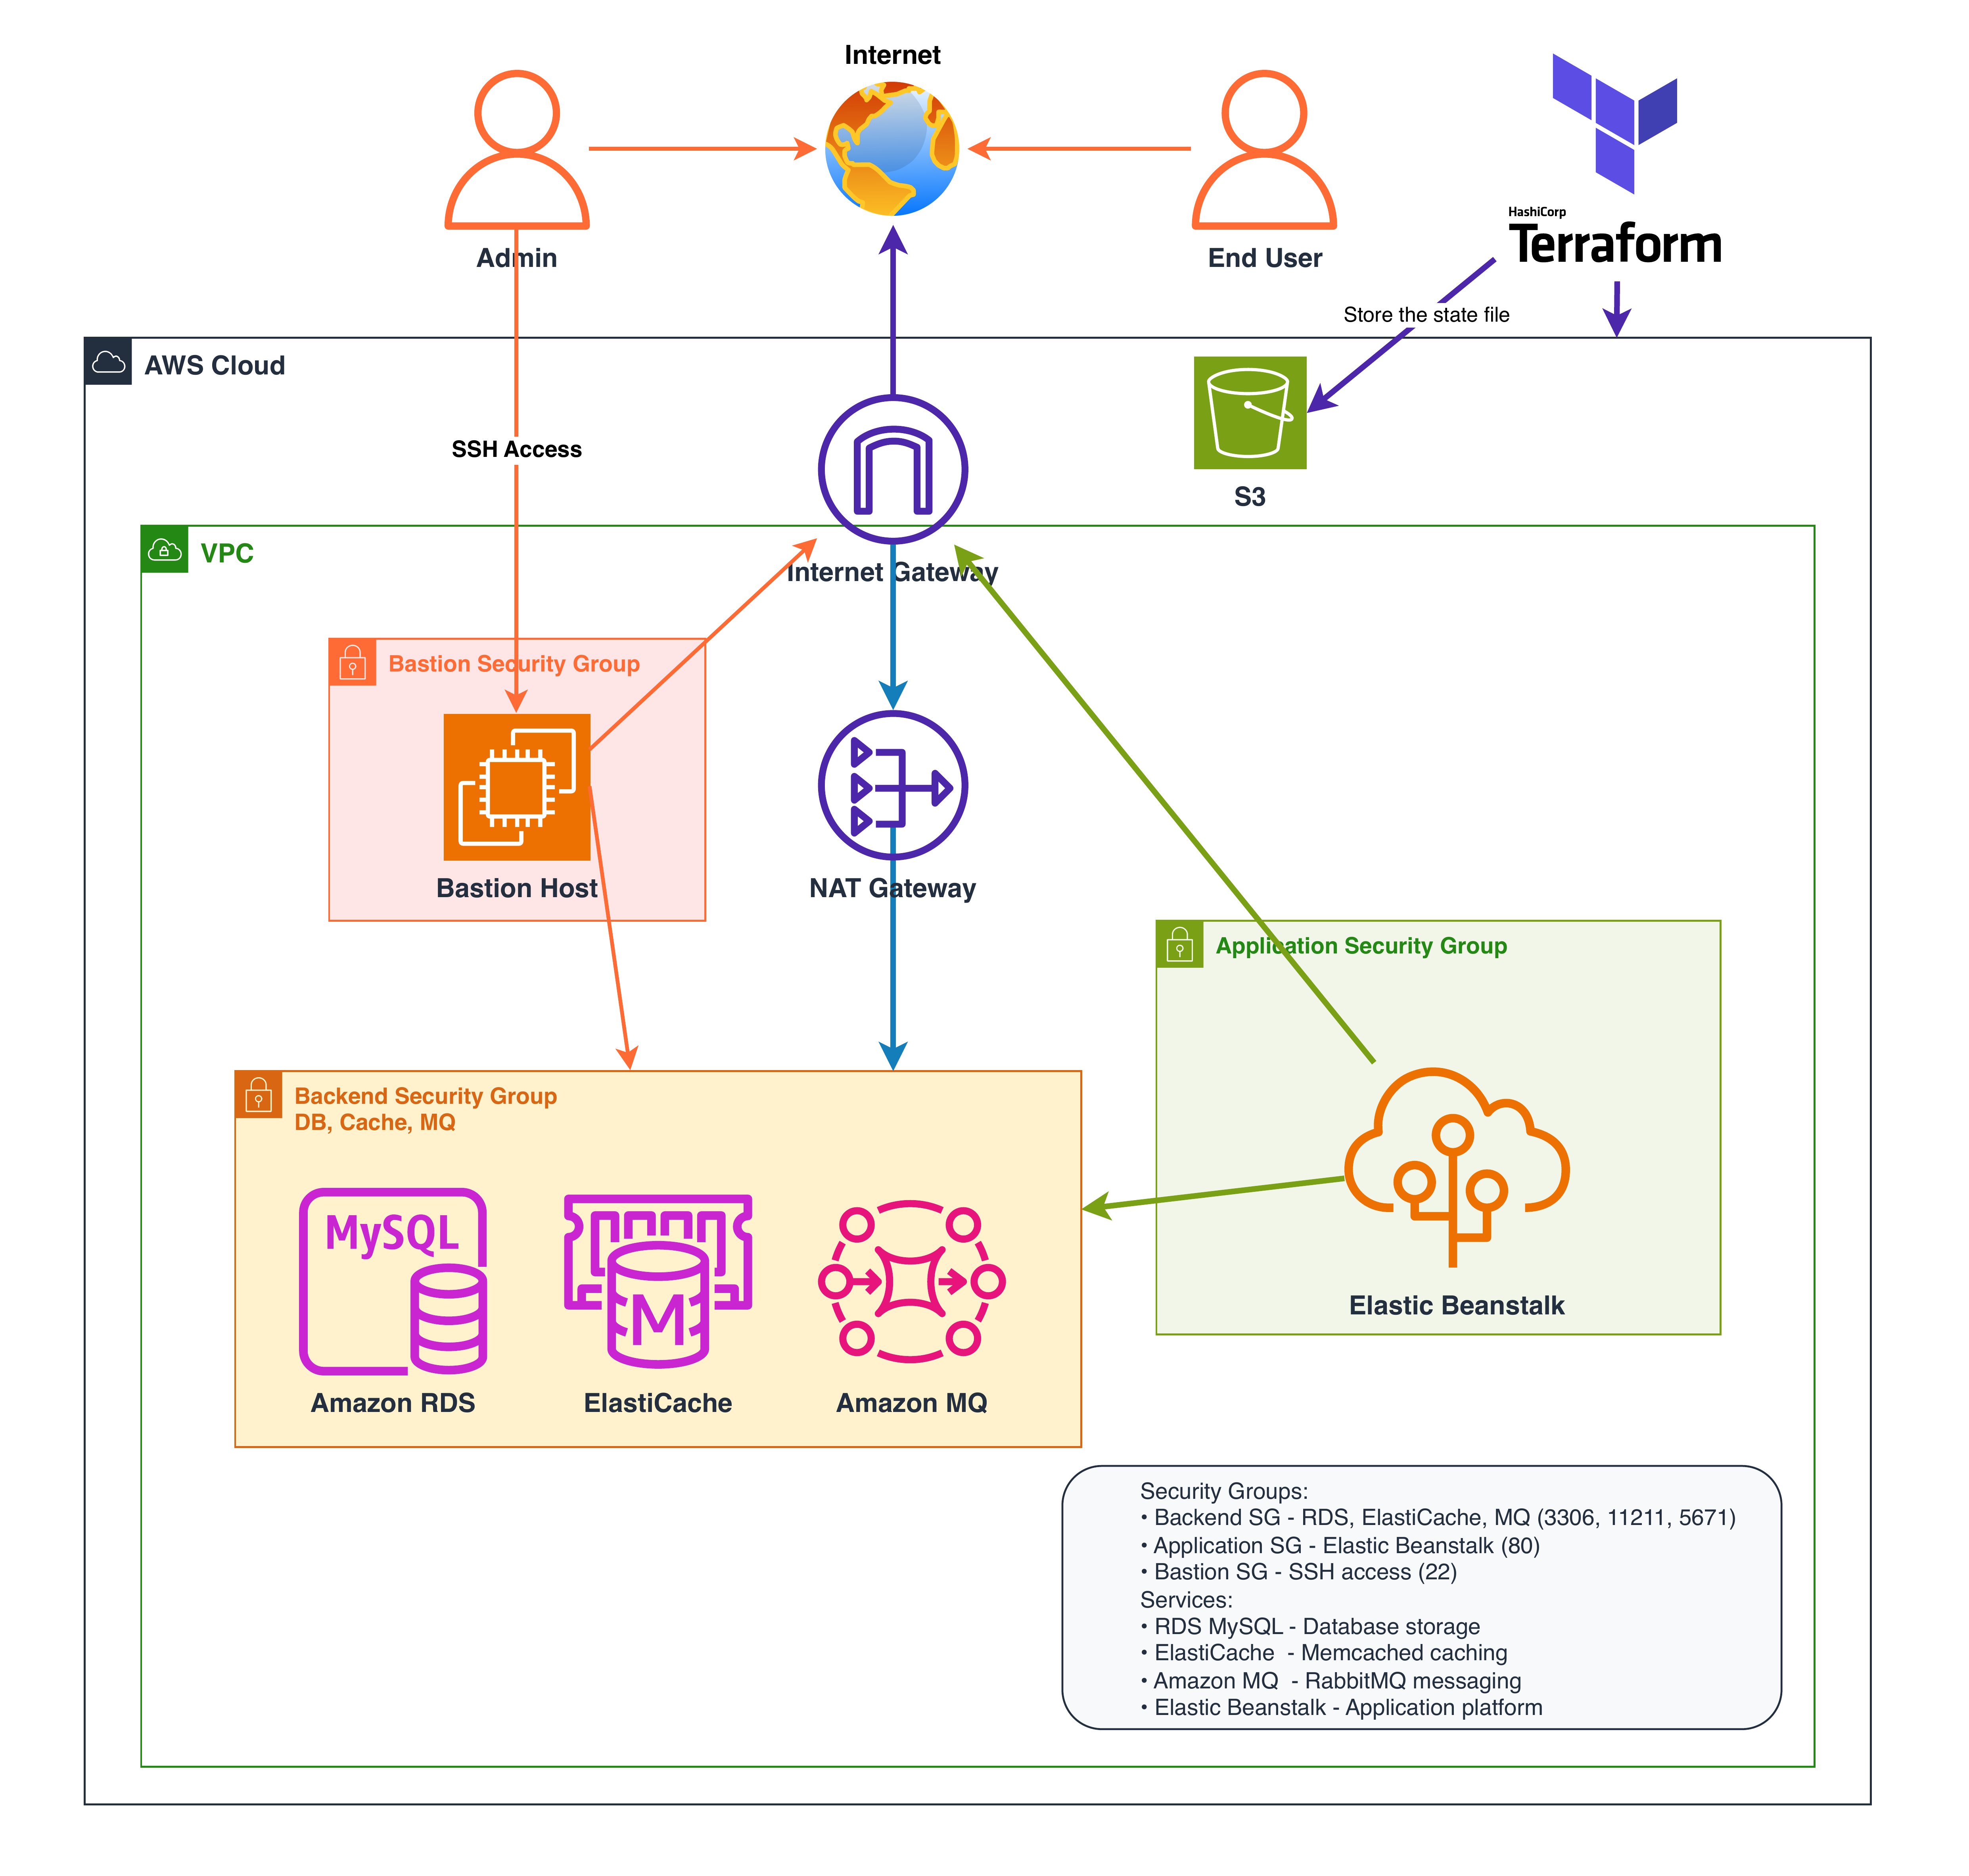 Internet
Admin
End User
HashiCorp
Terraform
Store the state file
AWS Cloud
SSH Access
S3
VPC
Internet Gateway
Bastion Security Group
Bastion Host
NAT Gateway
Application Security Group
Backend Security Group
DB, Cache, MQ
MySQL
M
Amazon RDS
ElastiCache
Amazon MQ
Elastic Beanstalk
Security Groups:
• Backend SG - RDS, ElastiCache, MQ (3306, 11211, 5671)
• Application SG - Elastic Beanstalk (80)
• Bastion SG - SSH access (22)
Services:
• RDS MySQL - Database storage
• ElastiCache  - Memcached caching
• Amazon MQ  - RabbitMQ messaging
• Elastic Beanstalk - Application platform